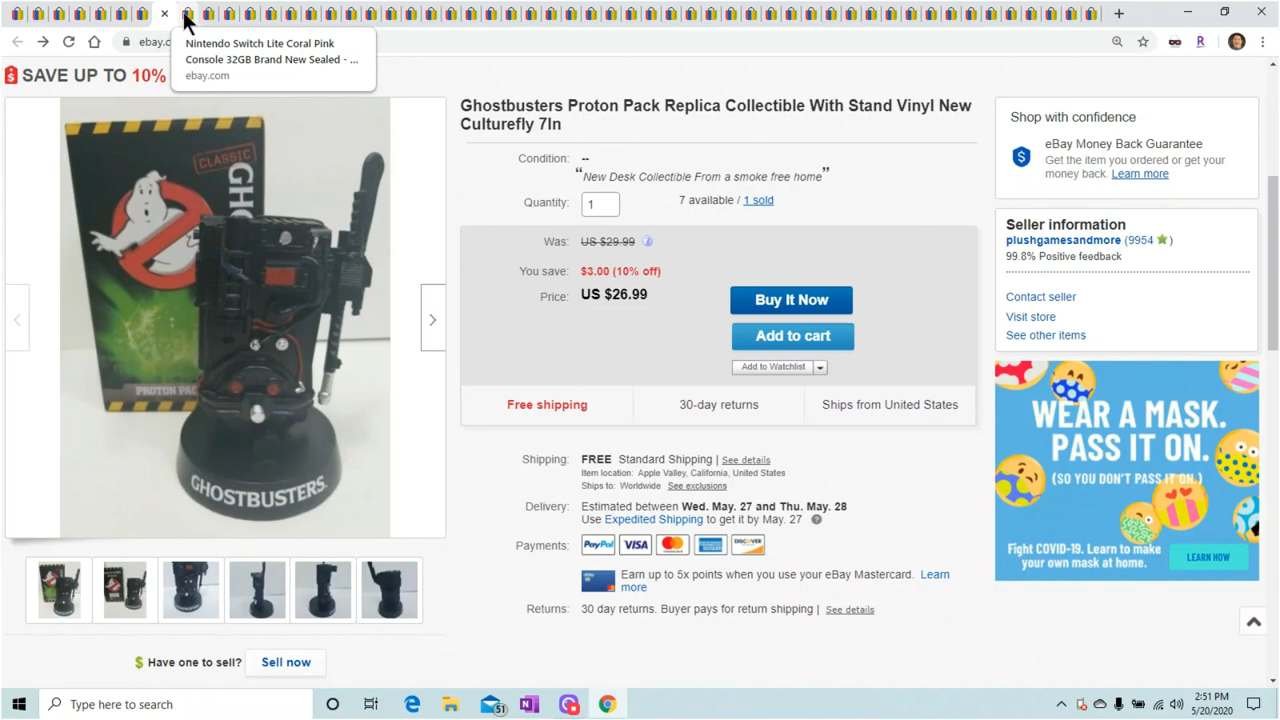 Nintendo Switch Lite Coral Pink
Console 32GB Brand New Sealed - ...
ebay.com
ebay.c
SAVE UP TO 10%
CLASSIC
GHO
PROTON PAC
GHOSTBUSTERS.
Have one to sell? Sell now
Ghostbusters Proton Pack Replica Collectible With Stand Vinyl New
Culturefly 7In
Condition: --
“New Desk Collectible From a smoke free home”
Quantity: 1 7 available / 1 sold
Was: US $29.99
You save: $3.00 (10% off)
Price: US $26.99
Buy It Now
Add to cart
Add to Watchlist
Free shipping 30-day returns Ships from United States
Shipping: FREE Standard Shipping | See details
Item location: Apple Valley, California, United States
Ships to: Worldwide See exclusions
Delivery: Estimated between Wed. May. 27 and Thu. May. 28
Use Expedited Shipping to get it by May. 27
Payments: PayPal VISA MasterCard AMERICAN EXPRESS DISCOVER
Earn up to 5x points when you use your eBay Mastercard. Learn
more
Returns: 30 day returns. Buyer pays for return shipping | See details
Shop with confidence
eBay Money Back Guarantee
Get the item you ordered or get your
money back. Learn more
Seller information
plushgamesandmore (9954 )
99.8% Positive feedback
Contact seller
Visit store
See other items
WEAR A MASK.
PASS IT ON.
(SO YOU DON'T PASS IT ON.)
Fight COVID-19. Learn to make
your own mask at home.
LEARN HOW
Type here to search
51
2:51 PM
5/20/2020